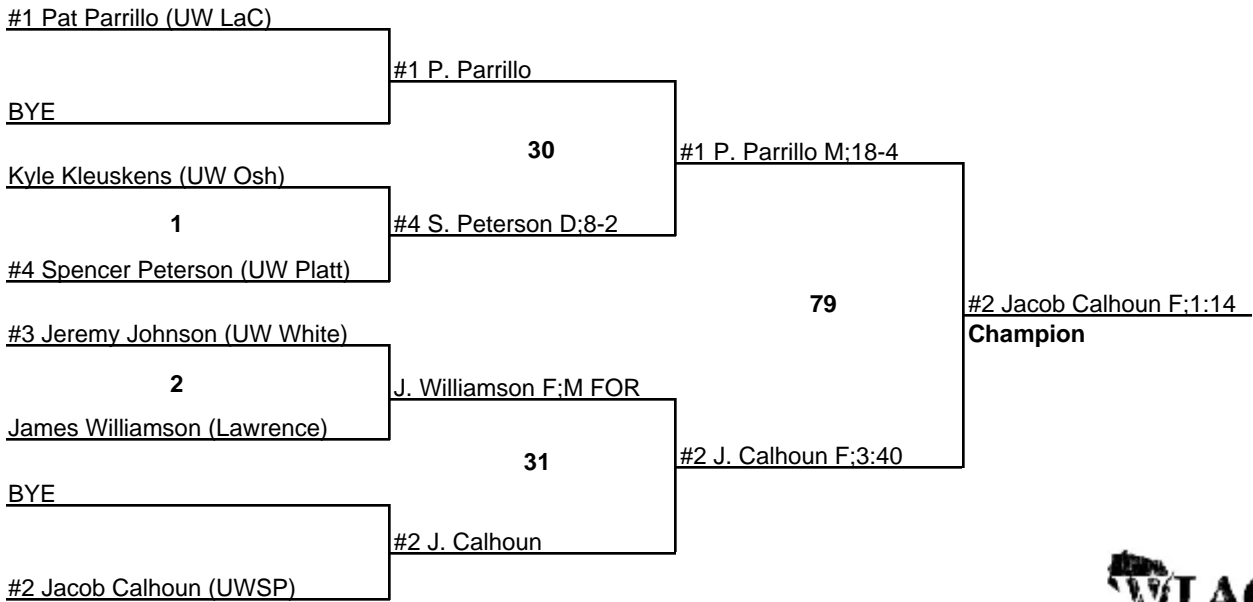 #1 Pat Parrillo (UW LaC)
#1 P. Parrillo
BYE
30
#1 P. Parrillo M;18-4
Kyle Kleuskens (UW Osh)
1
#4 S. Peterson D;8-2
#4 Spencer Peterson (UW Platt)
79
#2 Jacob Calhoun F;1:14
Champion
#3 Jeremy Johnson (UW White)
2
J. Williamson F;M FOR
James Williamson (Lawrence)
31
#2 J. Calhoun F;3:40
BYE
#2 J. Calhoun
#2 Jacob Calhoun (UWSP)